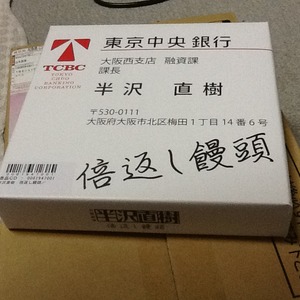 TCBC
TOKYO
CHUO
BANKING
CORPORATION
東京中央銀行
大阪西支店 融資課
課長
半沢 直樹
〒530-0111
大阪府大阪市北区梅田1丁目14番6号
倍返し饅頭
半沢直樹
倍返し饅頭